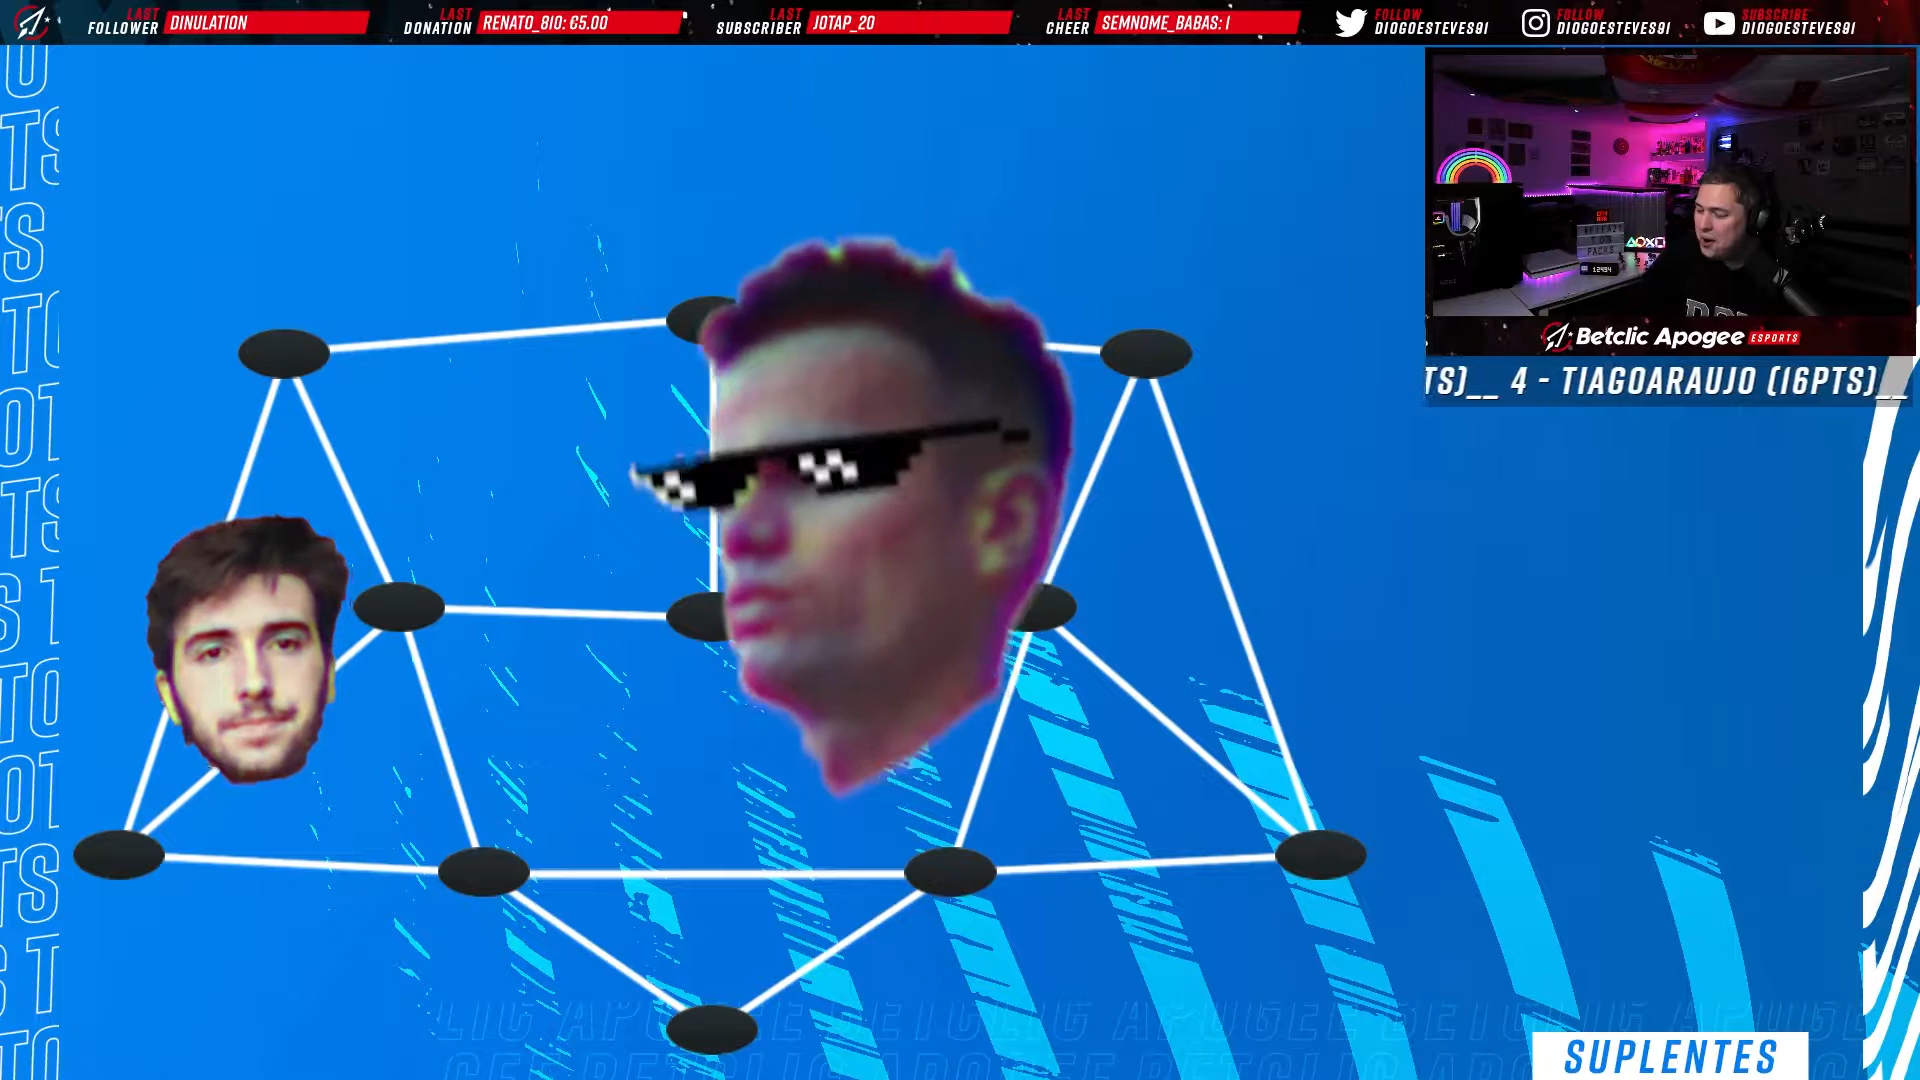 LAST
FOLLOWER
DINULATION
LAST
DONATION
RENATO_810: €5.00
LAST
SUBSCRIBER
JOTAP_20
LAST
CHEER
SEMNOME_BABAS: 1
FOLLOW
DIOGOESTEVES91
FOLLOW
DIOGOESTEVES91
SUBSCRIBE
DIOGOESTEVES91
Betclic Apogee ESPORTS
TS)__ 4 - TIAGOARAUJO (16PTS)__
SUPLENTES